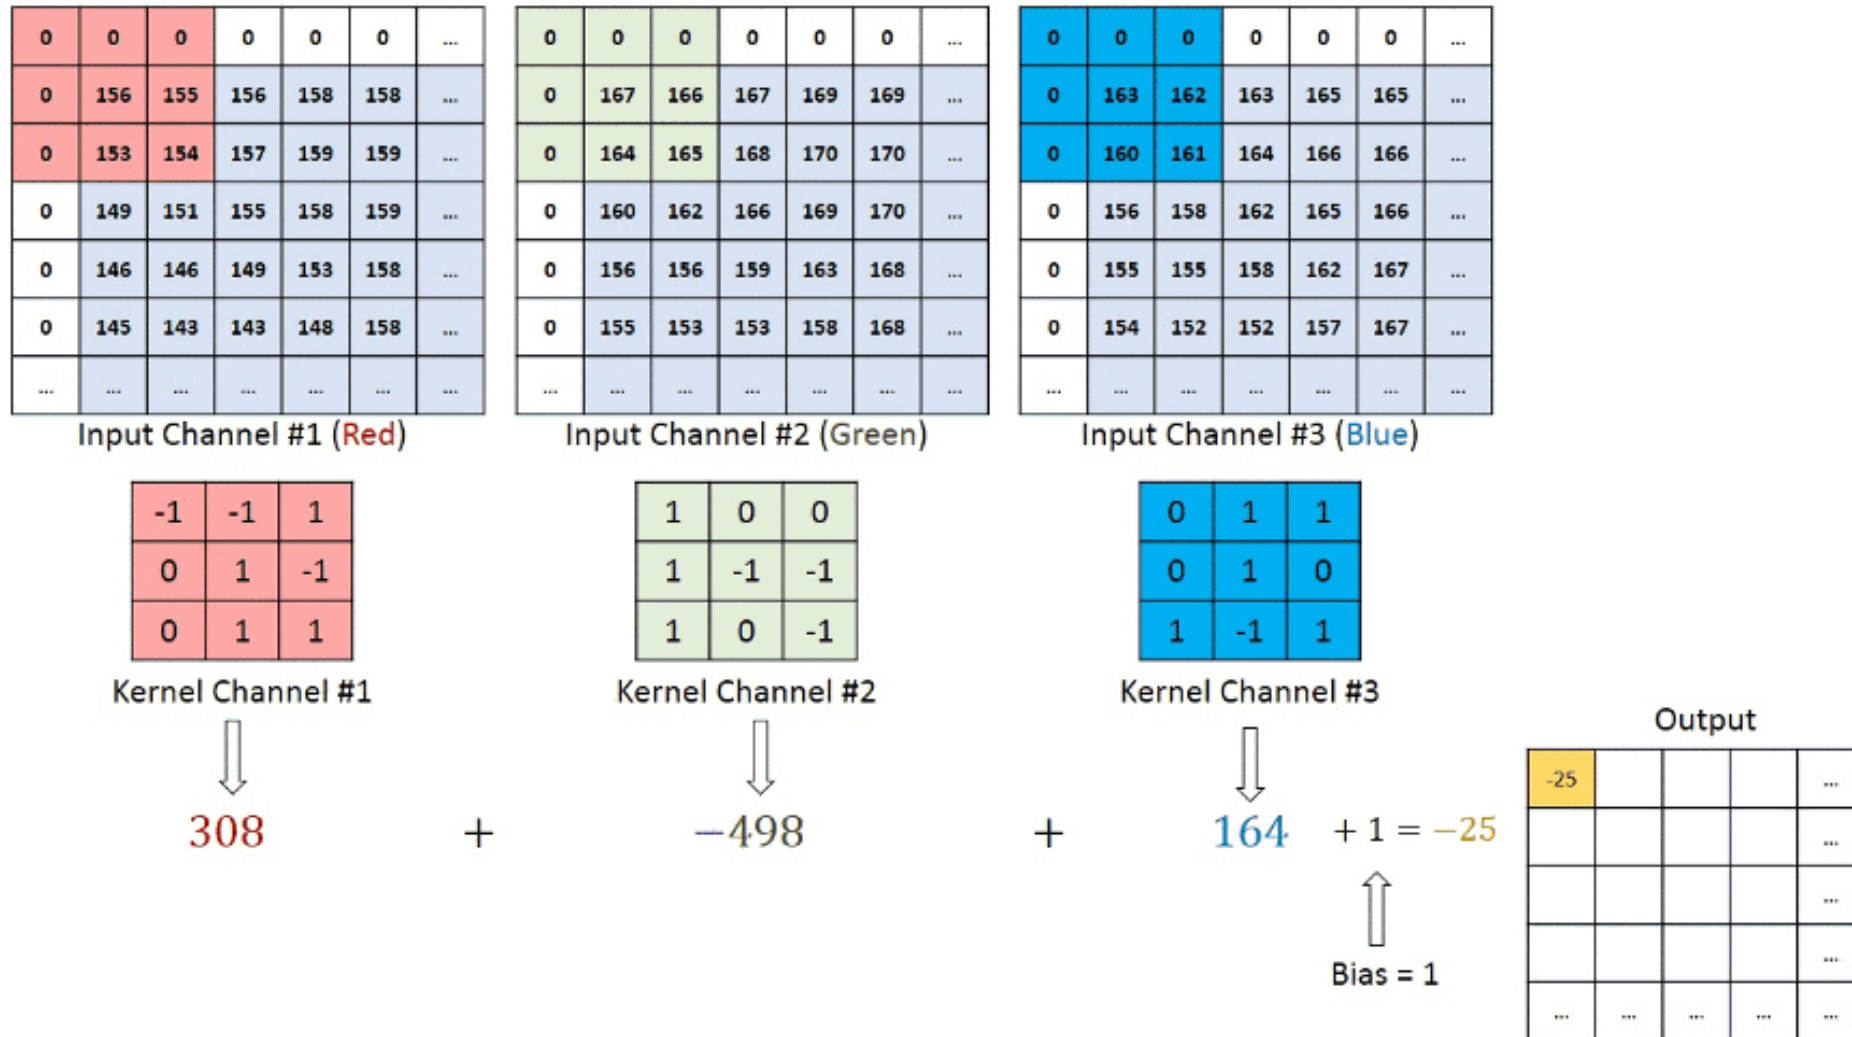 0 0 0 0 0 0 ...
0 156 155 156 158 158 ...
0 153 154 157 159 159 ...
0 149 151 155 158 159 ...
0 146 146 149 153 158 ...
0 145 143 143 148 158 ...
... ... ... ... ... ... ...
Input Channel #1 (Red)
0 0 0 0 0 0 ...
0 167 166 167 169 169 ...
0 164 165 168 170 170 ...
0 160 162 166 169 170 ...
0 156 156 159 163 168 ...
0 155 153 153 158 168 ...
... ... ... ... ... ... ...
Input Channel #2 (Green)
0 0 0 0 0 0 ...
0 163 162 163 165 165 ...
0 160 161 164 166 166 ...
0 156 158 162 165 166 ...
0 155 155 158 162 167 ...
0 154 152 152 157 167 ...
... ... ... ... ... ... ...
Input Channel #3 (Blue)
-1 -1 1
0 1 -1
0 1 1
Kernel Channel #1
1 0 0
1 -1 -1
1 0 -1
Kernel Channel #2
0 1 1
0 1 0
1 -1 1
Kernel Channel #3
308 + −498 + 164 + 1 = −25
Bias = 1
Output
-25 ...
...
...
...
... ... ... ... ...